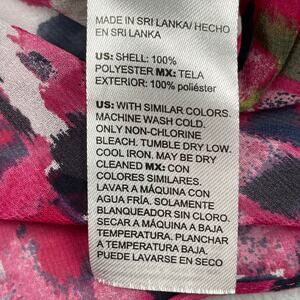 MADE IN SRI LANKA/ HECHO
EN SRI LANKA
US: SHELL: 100%
POLYESTER MX: TELA
EXTERIOR: 100% poliéster
US: WITH SIMILAR COLORS.
MACHINE WASH COLD.
ONLY NON-CHLORINE
BLEACH. TUMBLE DRY LOW.
COOL IRON. MAY BE DRY
CLEANED MX: CON
COLORES SIMILARES,
LAVAR A MÁQUINA CON
AGUA FRÍA. SOLAMENTE
BLANQUEADOR SIN CLORO.
SECAR A MÁQUINA A BAJA
TEMPERATURA. PLANCHAR
A TEMPERATURA BAJA.
PUEDE LAVARSE EN SECO